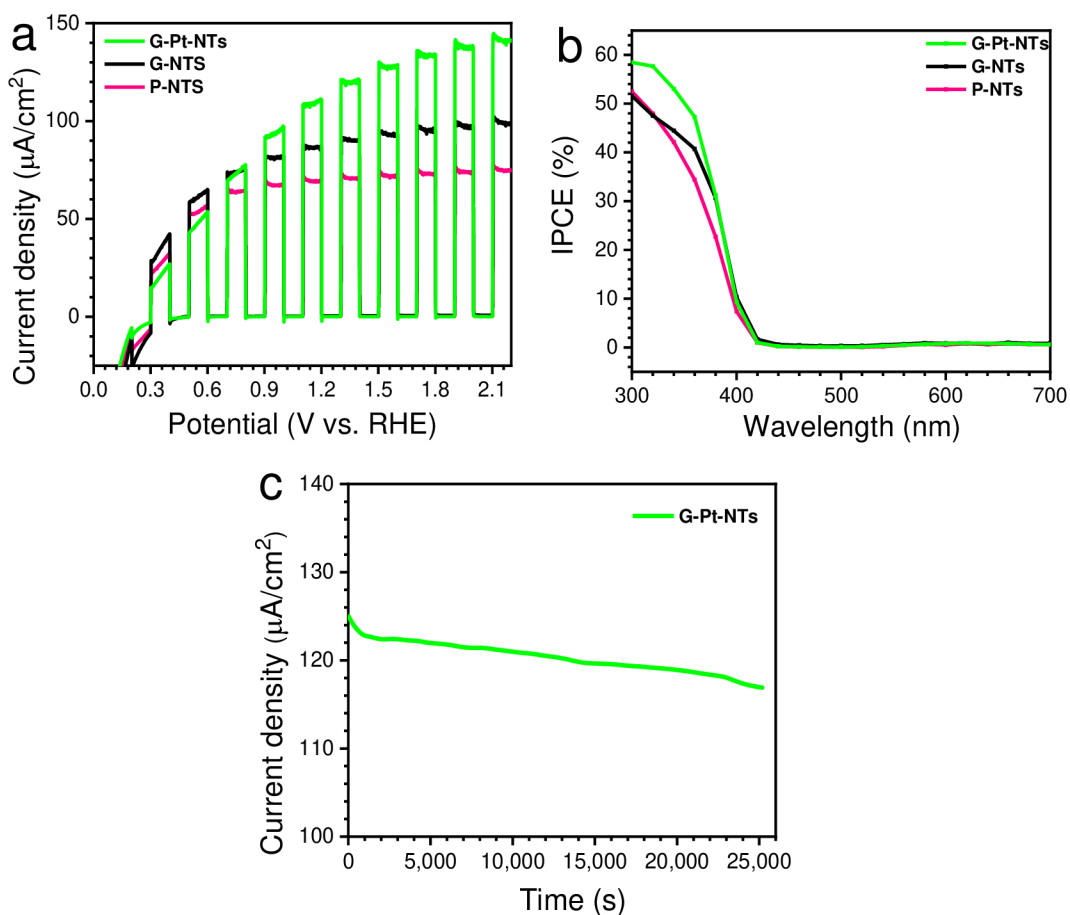 a
G-Pt-NTs
G-NTS
P-NTS
Current density (μA/cm²)
150
100
50
0
0.0 0.3 0.6 0.9 1.2 1.5 1.8 2.1
Potential (V vs. RHE)
b
G-Pt-NTs
G-NTs
P-NTs
IPCE (%)
60
50
40
30
20
10
0
300 400 500 600 700
Wavelength (nm)
c
G-Pt-NTs
Current density (μA/cm²)
140
130
120
110
100
0 5,000 10,000 15,000 20,000 25,000
Time (s)